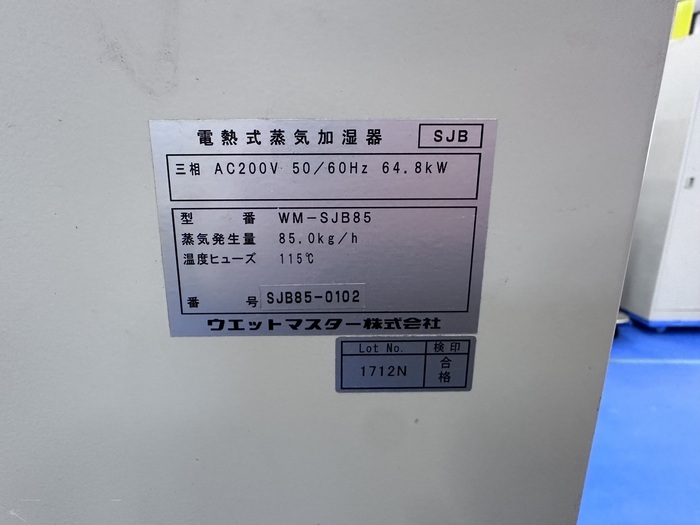 電熱式蒸気加湿器 SJB
三相 AC200V 50/60Hz 64.8kW
型番 WM-SJB85
蒸気発生量 85.0kg/h
温度ヒューズ 115℃
番号 SJB85-0102
ウエットマスター株式会社
Lot No. 検印
1712N 合格